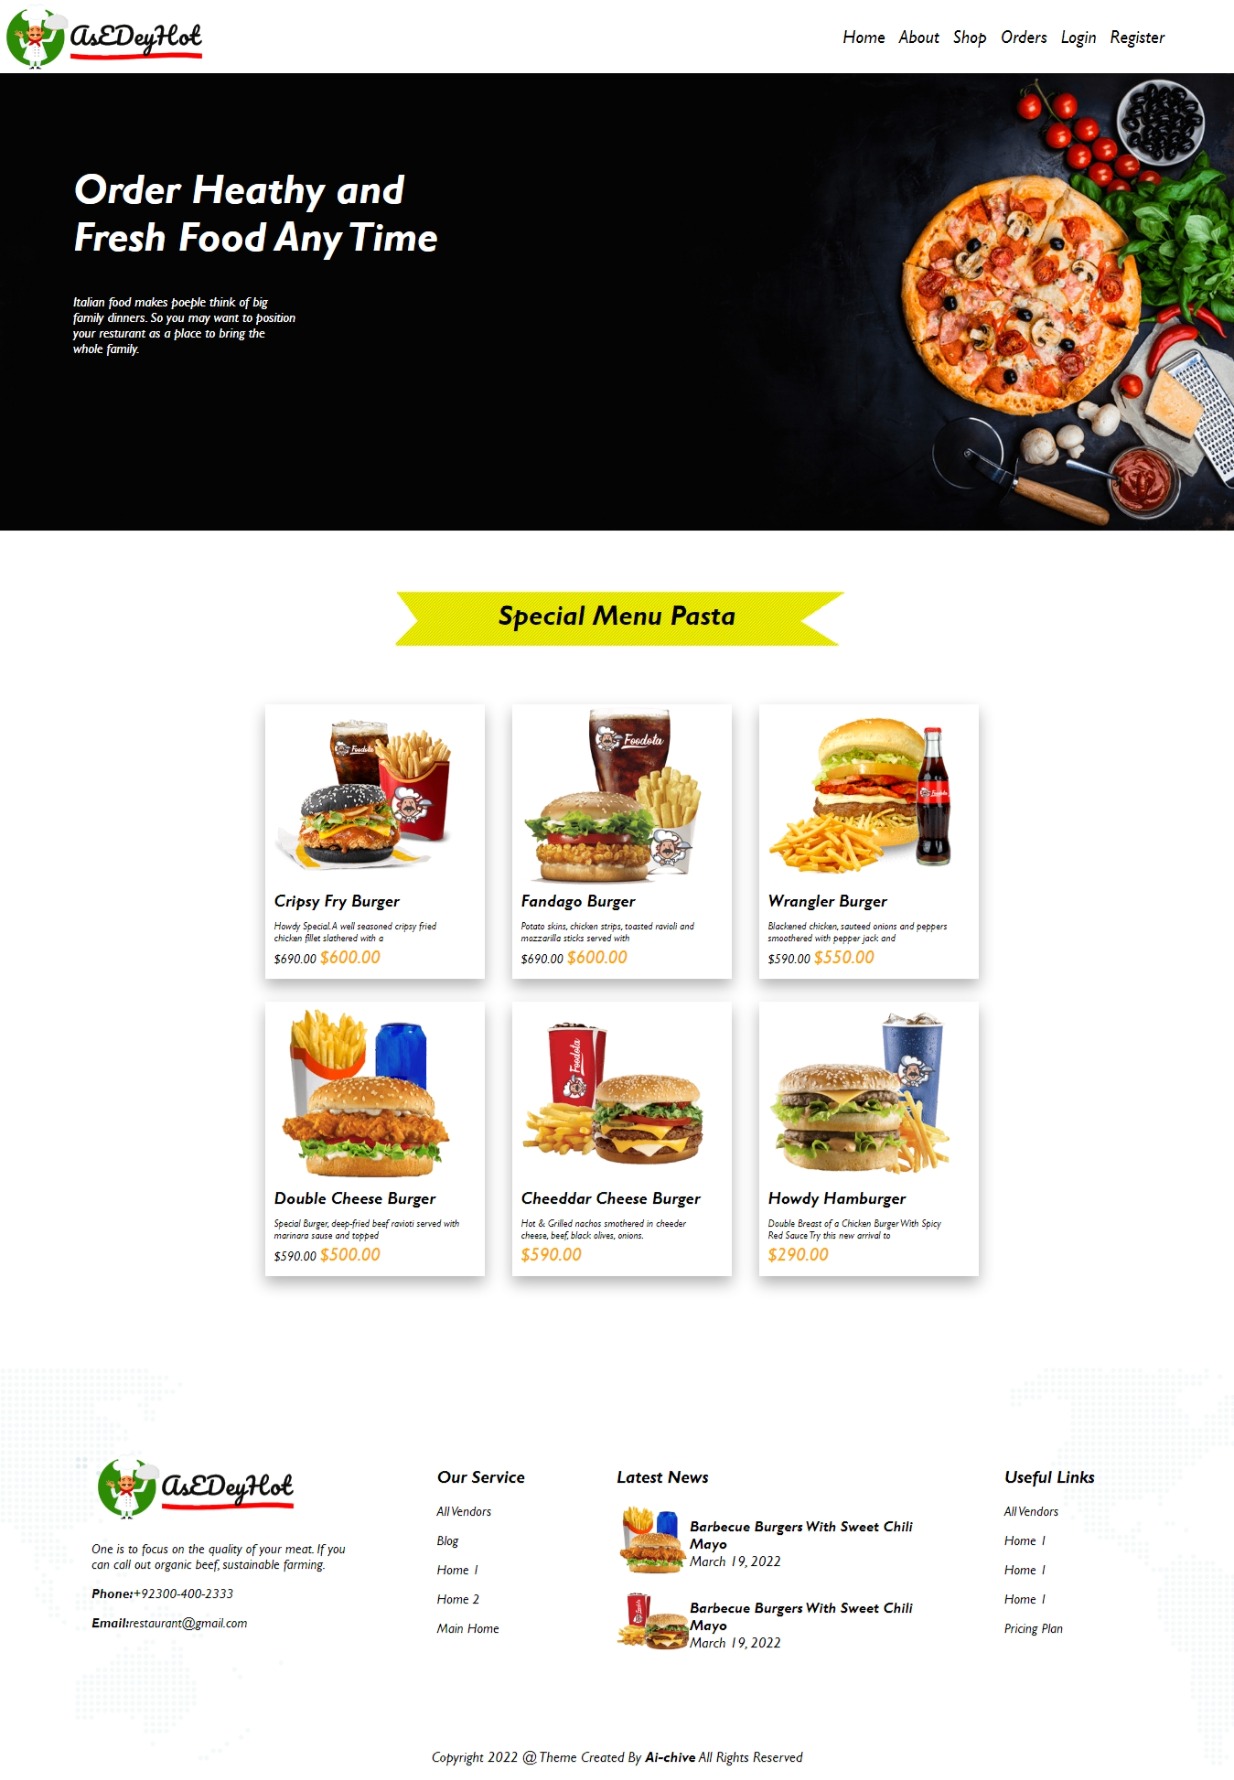 AsEDeyHot
Home About Shop Orders Login Register
Order Heathy and
Fresh Food Any Time
Italian food makes poeple think of big
family dinners. So you may want to position
your resturant as a place to bring the
whole family.
Special Menu Pasta
Foodota
Foodota
Foodota
Cripsy Fry Burger
Howdy Special.A well seasoned cripsy fried
chicken fillet slathered with a
$690.00 $600.00
Fandago Burger
Potato skins, chicken strips, toasted ravioli and
mozzarilla sticks served with
$690.00 $600.00
Wrangler Burger
Blackened chicken, sauteed onions and peppers
smoothered with pepper jack and
$590.00 $550.00
Foodota
Double Cheese Burger
Special Burger, deep-fried beef ravioti served with
marinara sause and topped
$590.00 $500.00
Cheeddar Cheese Burger
Hot & Grilled nachos smothered in cheeder
cheese, beef, black olives, onions.
$590.00
Howdy Hamburger
Double Breast of a Chicken Burger With Spicy
Red Sauce Try this new arrival to
$290.00
AsEDeyHot
One is to focus on the quality of your meat. If you
can call out organic beef, sustainable farming.
Phone:+92300-400-2333
Email:restaurant@gmail.com
Our Service
All Vendors
Blog
Home 1
Home 2
Main Home
Latest News
Barbecue Burgers With Sweet Chili
Mayo
March 19, 2022
Barbecue Burgers With Sweet Chili
Mayo
March 19, 2022
Useful Links
All Vendors
Home 1
Home 1
Home 1
Pricing Plan
Copyright 2022 @ Theme Created By Ai-chive All Rights Reserved